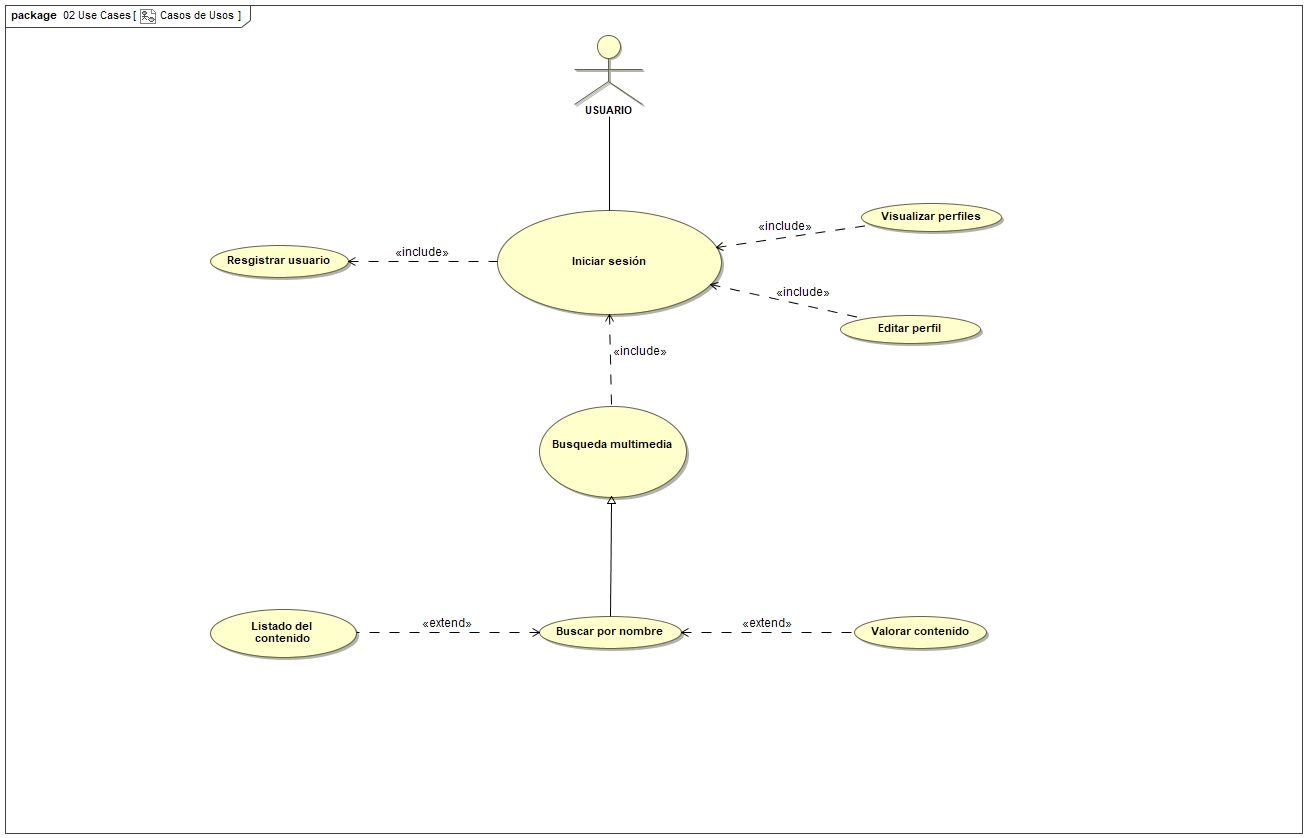 package 02 Use Cases [ Casos de Usos ]
USUARIO
Visualizar perfiles
«include»
«include»
Resgistrar usuario
Iniciar sesión
«include»
Editar perfil
«include»
Busqueda multimedia
Listado del
contenido
«extend»
Buscar por nombre
«extend»
Valorar contenido